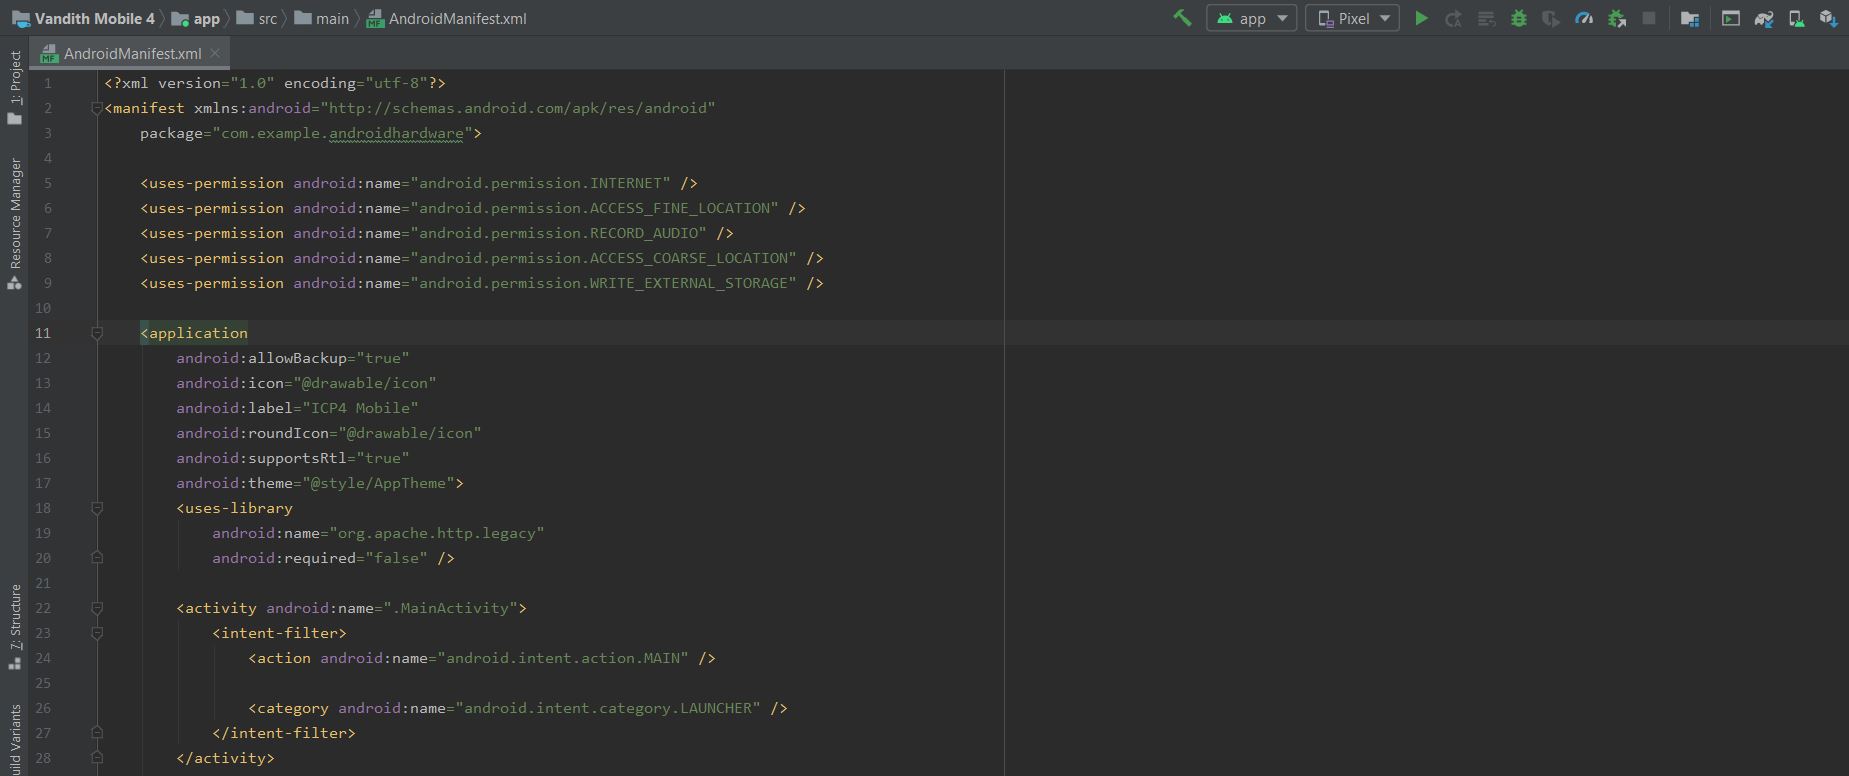 Vandith Mobile 4 app src main AndroidManifest.xml app Pixel
AndroidManifest.xml
1: Project
Resource Manager
7: Structure
uild Variants
1 <?xml version="1.0" encoding="utf-8"?>
2 <manifest xmlns:android="http://schemas.android.com/apk/res/android"
3 package="com.example.androidhardware">
4
5 <uses-permission android:name="android.permission.INTERNET" />
6 <uses-permission android:name="android.permission.ACCESS_FINE_LOCATION" />
7 <uses-permission android:name="android.permission.RECORD_AUDIO" />
8 <uses-permission android:name="android.permission.ACCESS_COARSE_LOCATION" />
9 <uses-permission android:name="android.permission.WRITE_EXTERNAL_STORAGE" />
10
11 <application
12 android:allowBackup="true"
13 android:icon="@drawable/icon"
14 android:label="ICP4 Mobile"
15 android:roundIcon="@drawable/icon"
16 android:supportsRtl="true"
17 android:theme="@style/AppTheme">
18 <uses-library
19 android:name="org.apache.http.legacy"
20 android:required="false" />
21
22 <activity android:name=".MainActivity">
23 <intent-filter>
24 <action android:name="android.intent.action.MAIN" />
25
26 <category android:name="android.intent.category.LAUNCHER" />
27 </intent-filter>
28 </activity>